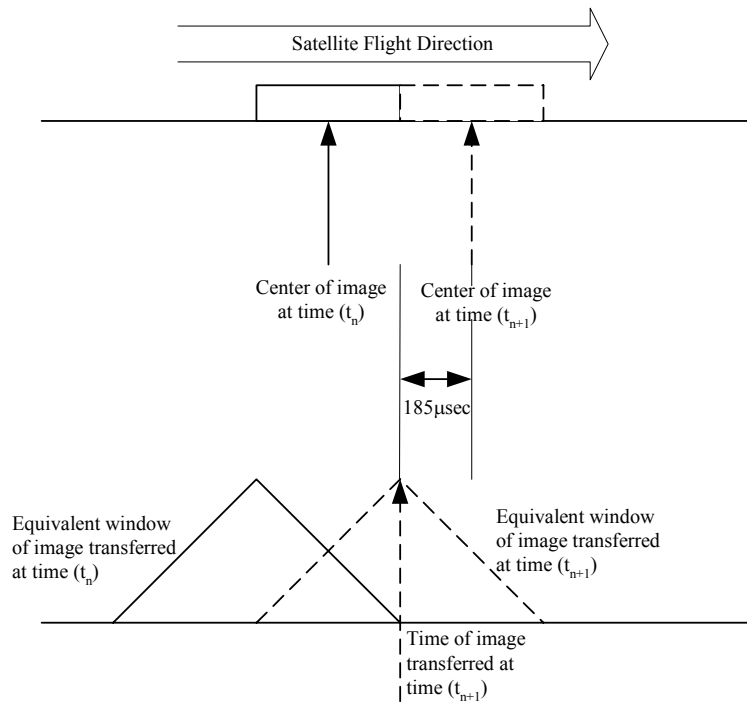 Satellite Flight Direction
Center of image
at time (tn)
Center of image
at time (tn+1)
185μsec
Equivalent window
of image transferred
at time (tn)
Equivalent window
of image transferred
at time (tn+1)
Time of image
transferred at
time (tn+1)